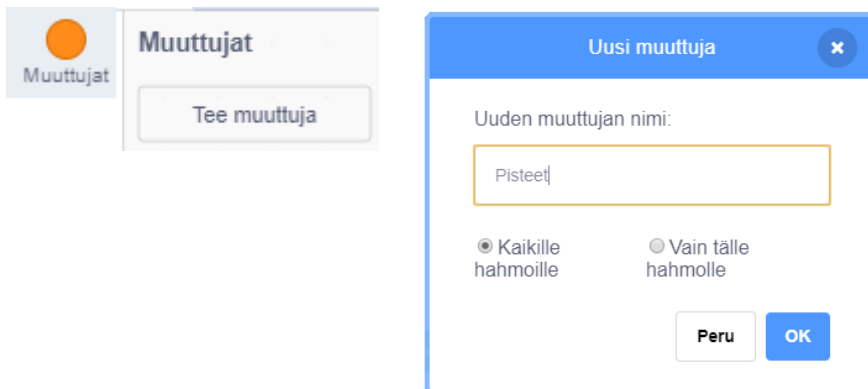 Muuttujat
Muuttujat
Tee muuttuja
Uusi muuttuja
Uuden muuttujan nimi:
Pisteet
Kaikille
hahmoille
Vain tälle
hahmolle
Peru
OK